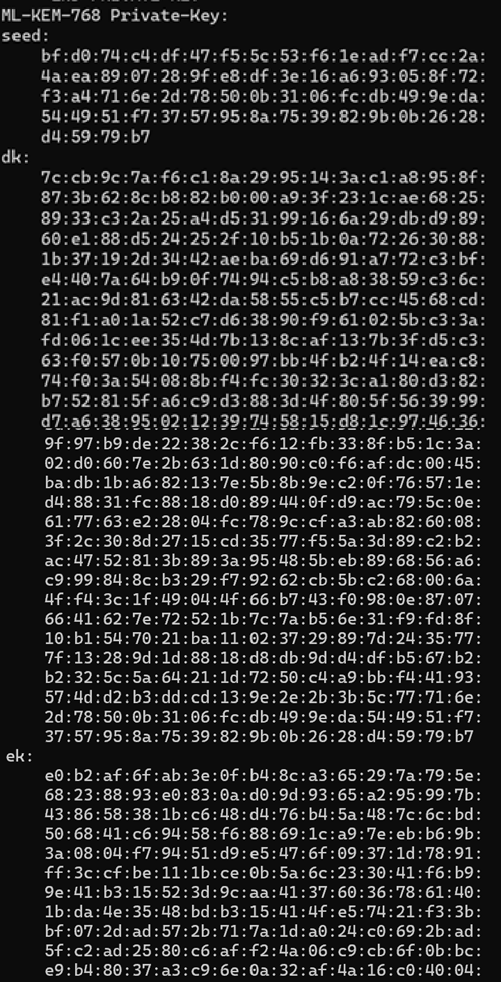 ML-KEM-768 Private-Key:
seed:
bf:d0:74:c4:df:47:f5:5c:53:f6:1e:ad:f7:cc:2a:
4a:ea:89:07:28:9f:e8:df:3e:16:a6:93:05:8f:72:
f3:a4:71:6e:2d:78:50:0b:31:06:fc:db:49:9e:da:
54:49:51:f7:37:57:95:8a:75:39:82:9b:0b:26:28:
d4:59:79:b7
dk:
7c:cb:9c:7a:f6:c1:8a:29:95:14:3a:c1:a8:95:8f:
87:3b:62:8c:b8:82:b0:00:a9:3f:23:1c:ae:68:25:
89:33:c3:2a:25:a4:d5:31:99:16:6a:29:db:d9:89:
60:e1:88:d5:24:25:2f:10:b5:1b:0a:72:26:30:88:
1b:37:19:2d:34:42:ae:ba:69:d6:91:a7:72:c3:bf:
e4:40:7a:64:b9:0f:74:94:c5:b8:a8:38:59:c3:6c:
21:ac:9d:81:63:42:da:58:55:c5:b7:cc:45:68:cd:
81:f1:a0:1a:52:c7:d6:38:90:f9:61:02:5b:c3:3a:
fd:06:1c:ee:35:4d:7b:13:8c:af:13:7b:3f:d5:c3:
63:f0:57:0b:10:75:00:97:bb:4f:b2:4f:14:ea:c8:
74:f0:3a:54:08:8b:f4:fc:30:32:3c:a1:80:d3:82:
b7:52:81:5f:a6:c9:d3:88:3d:4f:80:5f:56:39:99:
d7:a6:38:95:02:12:39:74:58:15:d8:1c:97:46:36:
9f:97:b9:de:22:38:2c:f6:12:fb:33:8f:b5:1c:3a:
02:d0:60:7e:2b:63:1d:80:90:c0:f6:af:dc:00:45:
ba:db:1b:a6:82:13:7e:5b:8b:9e:c2:0f:76:57:1e:
d4:88:31:fc:88:18:d0:89:44:0f:d9:ac:79:5c:0e:
61:77:63:e2:28:04:fc:78:9c:cf:a3:ab:82:60:08:
3f:2c:30:8d:27:15:cd:35:77:f5:5a:3d:89:c2:b2:
ac:47:52:81:3b:89:3a:95:48:5b:eb:89:68:56:a6:
c9:99:84:8c:b3:29:f7:92:62:cb:5b:c2:68:00:6a:
4f:f4:3c:1f:49:04:4f:66:b7:43:f0:98:0e:87:07:
66:41:62:7e:72:52:1b:7c:7a:b5:6e:31:f9:fd:8f:
10:b1:54:70:21:ba:11:02:37:29:89:7d:24:35:77:
7f:13:28:9d:1d:88:18:d8:db:9d:d4:df:b5:67:b2:
b2:32:5c:5a:64:21:1d:72:50:c4:a9:bb:f4:41:93:
57:4d:d2:b3:dd:cd:13:9e:2e:2b:3b:5c:77:71:6e:
2d:78:50:0b:31:06:fc:db:49:9e:da:54:49:51:f7:
37:57:95:8a:75:39:82:9b:0b:26:28:d4:59:79:b7
ek:
e0:b2:af:6f:ab:3e:0f:b4:8c:a3:65:29:7a:79:5e:
68:23:88:93:e0:83:0a:d0:9d:93:65:a2:95:99:7b:
43:86:58:38:1b:c6:48:d4:76:b4:5a:48:7c:6c:bd:
50:68:41:c6:94:58:f6:88:69:1c:a9:7e:eb:b6:9b:
3a:08:04:f7:94:51:d9:e5:47:6f:09:37:1d:78:91:
ff:3c:cf:be:11:1b:ce:0b:5a:6c:23:30:41:f6:b9:
9e:41:b3:15:52:3d:9c:aa:41:37:60:36:78:61:40:
1b:da:4e:35:48:bd:b3:15:41:4f:e5:74:21:f3:3b:
bf:07:2d:ad:57:2b:71:7a:1d:a0:24:c0:69:2b:ad:
5f:c2:ad:25:80:c6:af:f2:4a:06:c9:cb:6f:0b:bc:
e9:b4:80:37:a3:c9:6e:0a:32:af:4a:16:c0:40:04: